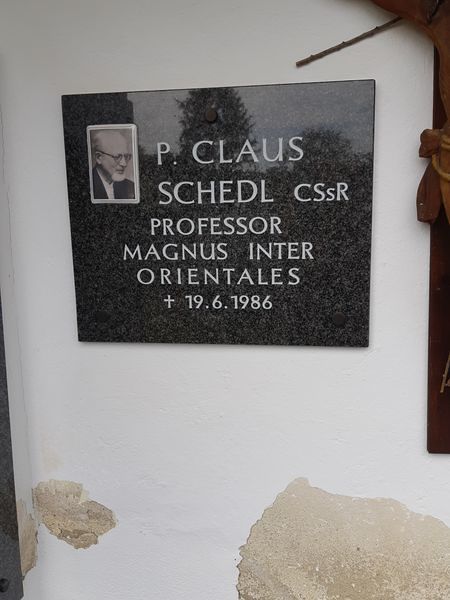 P. CLAUS
SCHEDL CSsR
PROFESSOR
MAGNUS INTER
ORIENTALES
† 19.6.1986